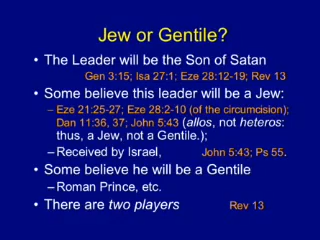 Jew or Gentile?
• The Leader will be the Son of Satan
Gen 3:15; Isa 27:1; Eze 28:12-19; Rev 13
• Some believe this leader will be a Jew:
– Eze 21:25-27; Eze 28:2-10 (of the circumcision);
Dan 11:36, 37; John 5:43 (allos, not heteros:
thus, a Jew, not a Gentile.);
– Received by Israel, John 5:43; Ps 55.
• Some believe he will be a Gentile
– Roman Prince, etc.
• There are two players Rev 13